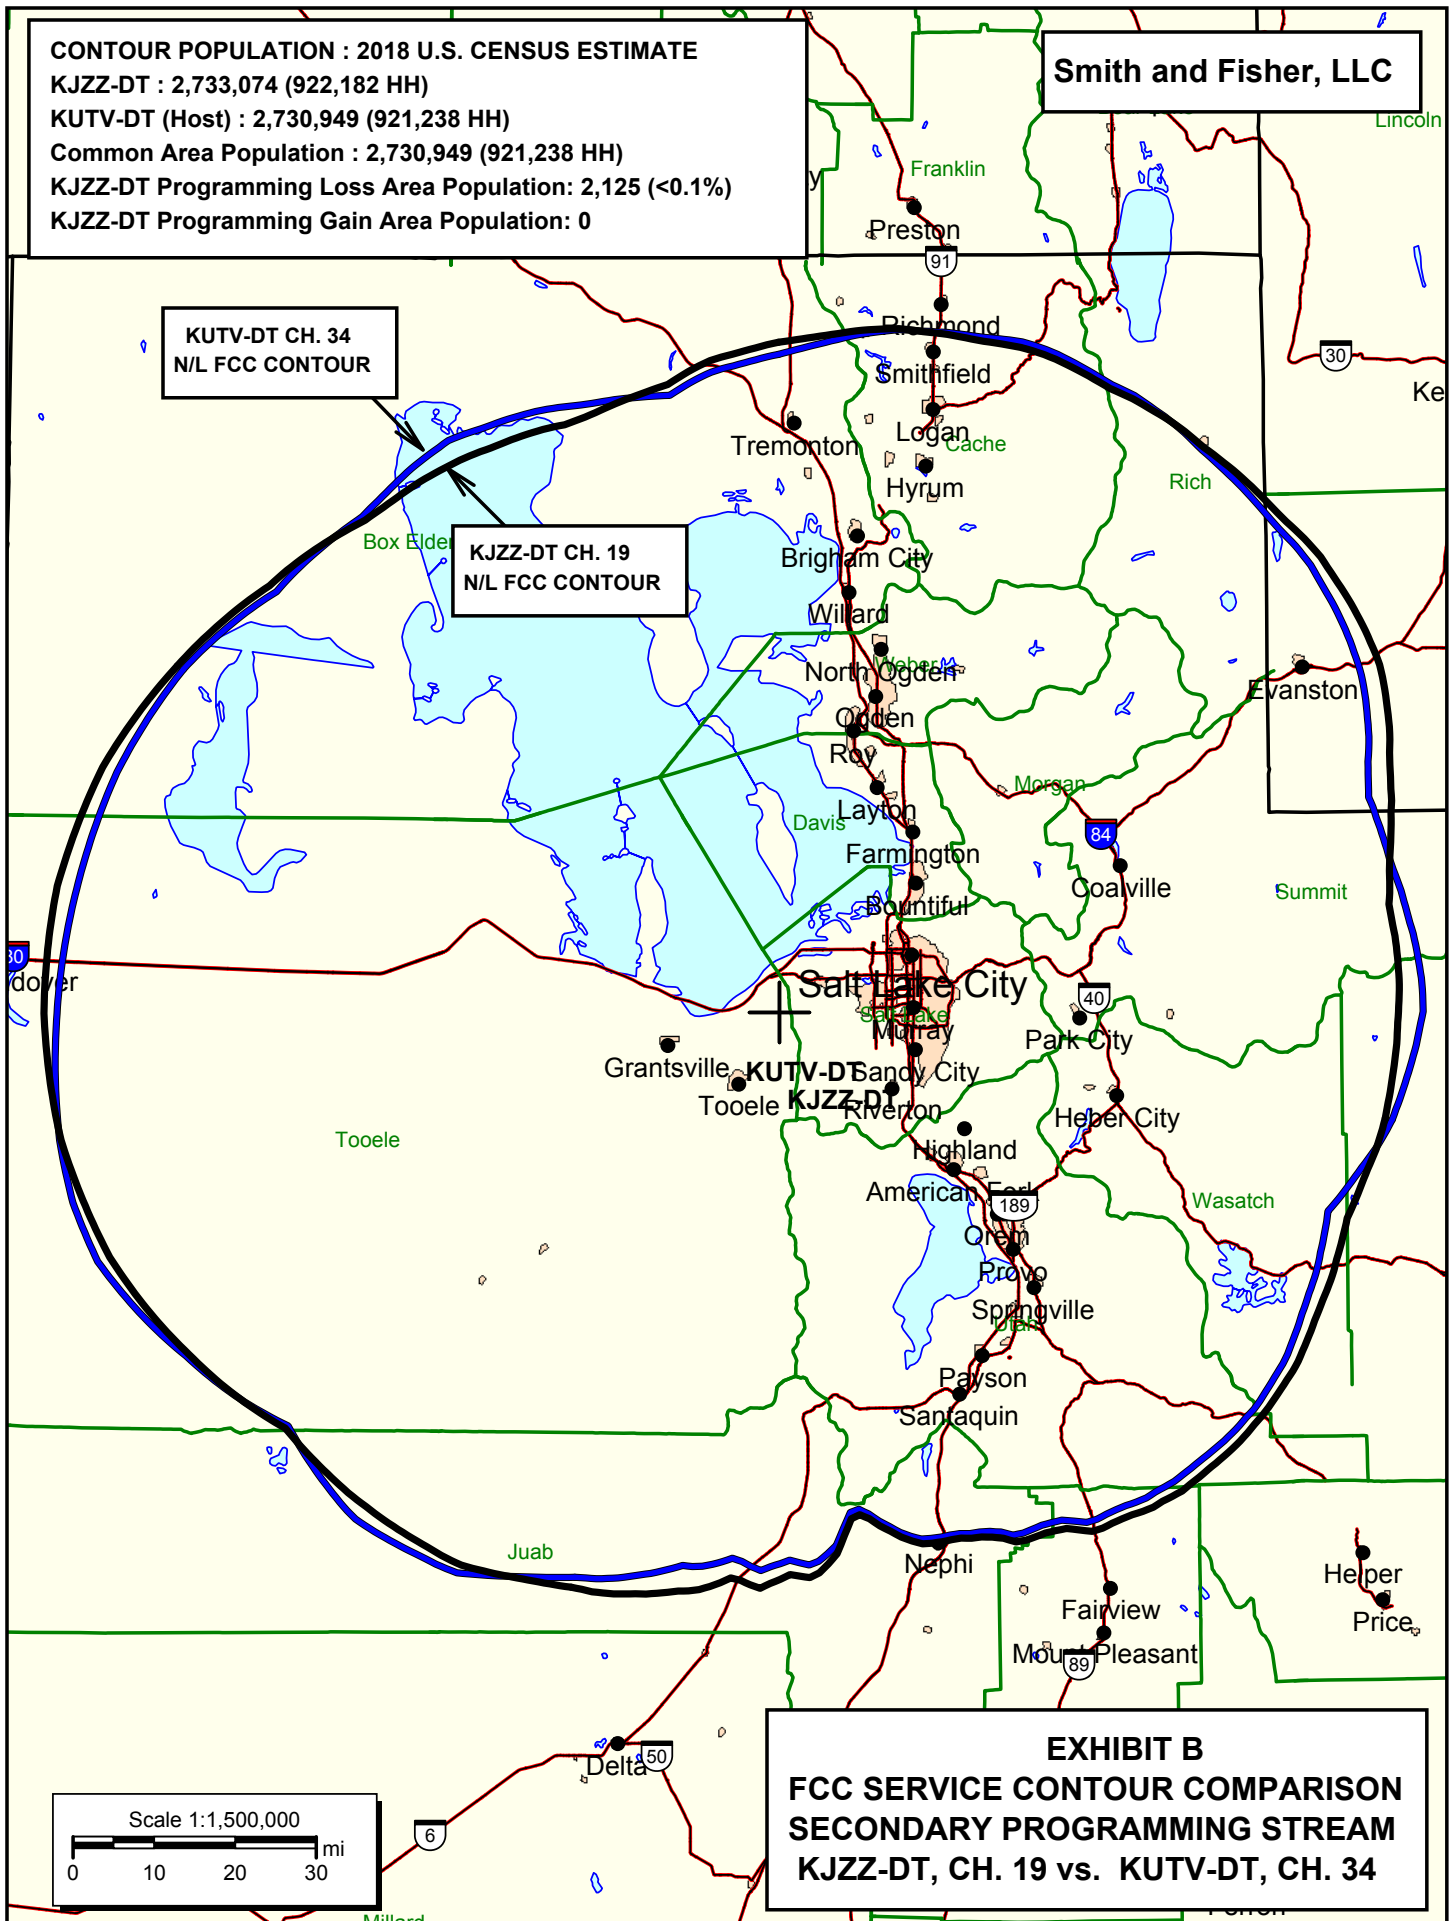 CONTOUR POPULATION : 2018 U.S. CENSUS ESTIMATE
KJZZ-DT : 2,733,074 (922,182 HH)
KUTV-DT (Host) : 2,730,949 (921,238 HH)
Common Area Population : 2,730,949 (921,238 HH)
KJZZ-DT Programming Loss Area Population: 2,125 (<0.1%)
KJZZ-DT Programming Gain Area Population: 0
Smith and Fisher, LLC
Lincoln
Franklin
Preston
91
Richmond
KUTV-DT CH. 34
N/L FCC CONTOUR
30
Smithfield
Ke
Logan
Tremonton
Cache
Hyrum
Rich
Box Elder
KJZZ-DT CH. 19
N/L FCC CONTOUR
Brigham City
Willard
Weber
North Ogden
Evanston
Ogden
Roy
Morgan
Layton
Davis
84
Farmington
Coalville
Summit
Bountiful
80
dover
Salt Lake City
40
Salt Lake
Murray
Park City
Grantsville
KUTV-DT
Sandy City
Tooele
KJZZ-DT
Riverton
Heber City
Tooele
Highland
American Fork
189
Wasatch
Orem
Provo
Springville
Utah
Payson
Santaquin
Juab
Nephi
Helper
Fairview
Price
Mount Pleasant
89
Delta
50
6
EXHIBIT B
FCC SERVICE CONTOUR COMPARISON
SECONDARY PROGRAMMING STREAM
KJZZ-DT, CH. 19 vs. KUTV-DT, CH. 34
Scale 1:1,500,000
mi
0 10 20 30
Millard